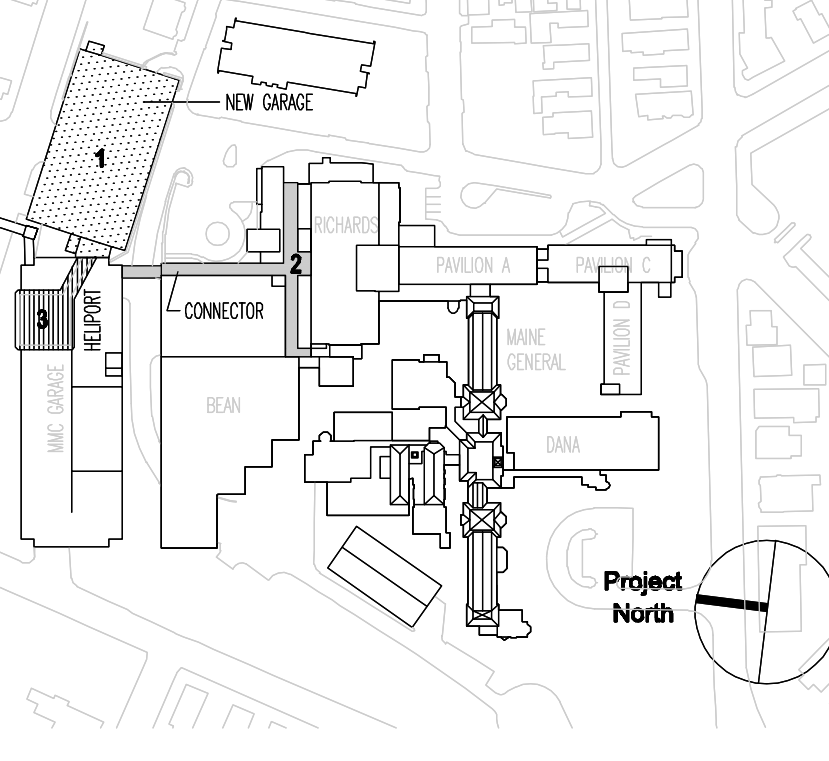 NEW GARAGE
1
RICHARDS
2
PAVILION A
PAVILION C
CONNECTOR
3
HELIPORT
MAINE
GENERAL
PAVILION D
MMC GARAGE
BEAN
DANA
Project
North